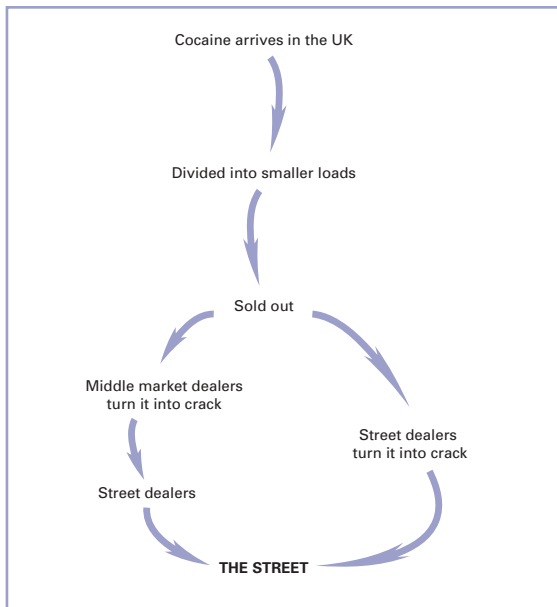 Cocaine arrives in the UK
Divided into smaller loads
Sold out
Middle market dealers
turn it into crack
Street dealers
turn it into crack
Street dealers
THE STREET